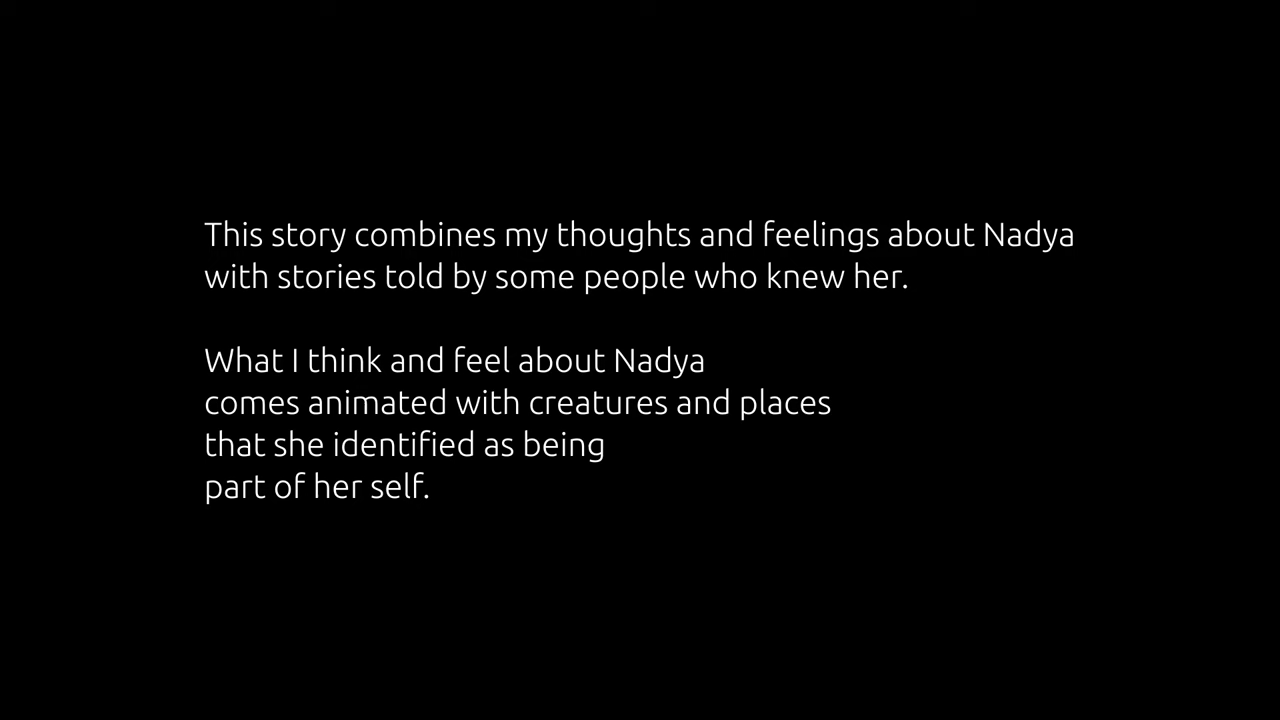 This story combines my thoughts and feelings about Nadya
with stories told by some people who knew her.
What I think and feel about Nadya
comes animated with creatures and places
that she identified as being
part of her self.